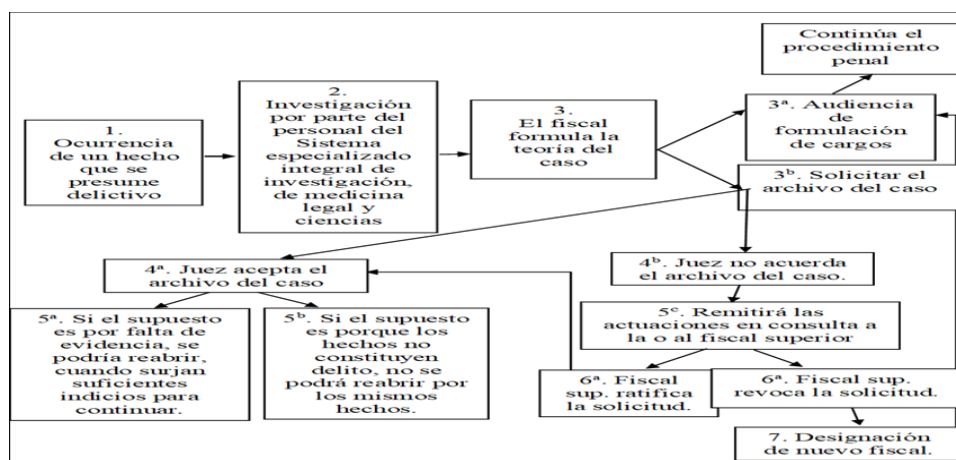 Continúa el
procedimiento
penal
1.
Ocurrencia
de un hecho
que se
presume
delictivo
2.
Investigación
por parte del
personal del
Sistema
especializado
integral de
investigación,
de medicina
legal y
ciencias
3.
El fiscal
formula la
teoría del
caso
3ª. Audiencia
de
formulación
de cargos
3ᵇ. Solicitar el
archivo del caso
4ª. Juez acepta el
archivo del caso
4ᵇ. Juez no acuerda
el archivo del caso.
5ª. Si el supuesto
es por falta de
evidencia, se
podría reabrir,
cuando surjan
suficientes
indicios para
continuar.
5ᵇ. Si el supuesto
es porque los
hechos no
constituyen
delito, no se
podrá reabrir por
los mismos
hechos.
5ᶜ. Remitirá las
actuaciones en consulta a
la o al fiscal superior
6ª. Fiscal
sup. ratifica
la solicitud.
6ª. Fiscal sup.
revoca la solicitud.
7. Designación
de nuevo fiscal.